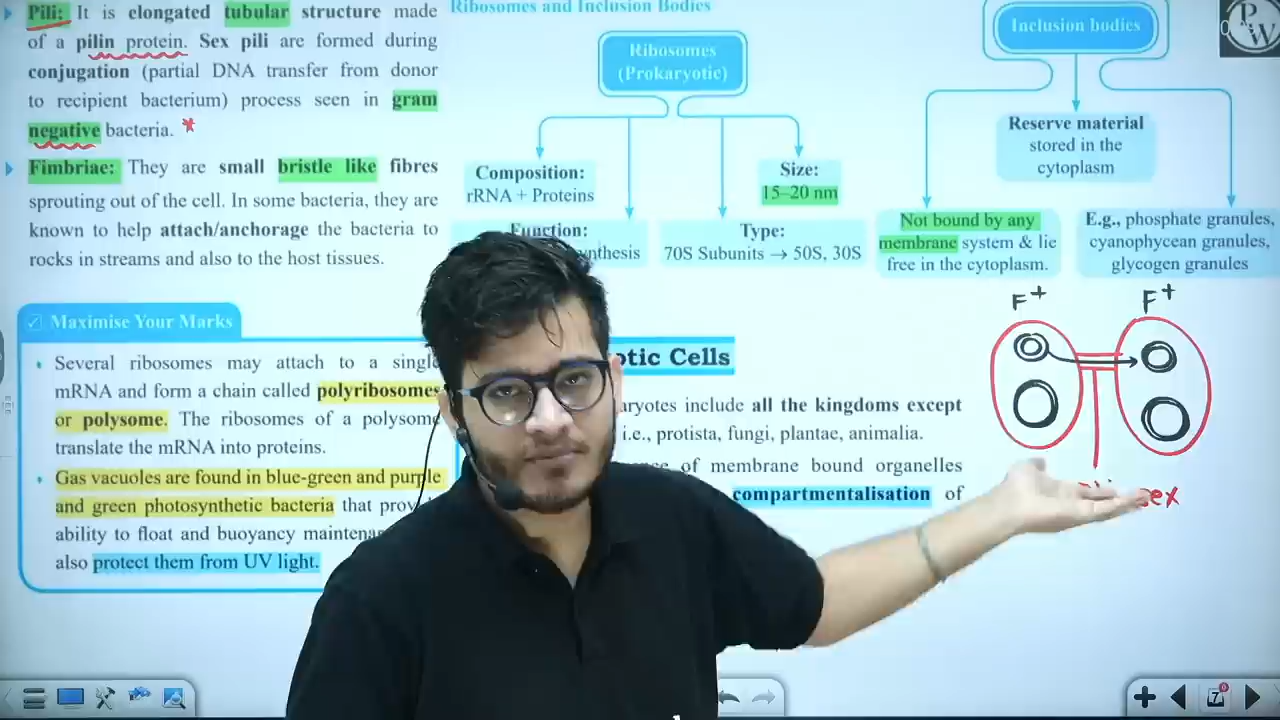 Pili: It is elongated tubular structure made
of a pilin protein. Sex pili are formed during
conjugation (partial DNA transfer from donor
to recipient bacterium) process seen in gram
negative bacteria. *
Fimbriae: They are small bristle like fibres
sprouting out of the cell. In some bacteria, they are
known to help attach/anchorage the bacteria to
rocks in streams and also to the host tissues.
Maximise Your Marks
Several ribosomes may attach to a single
mRNA and form a chain called polyribosomes
or polysome. The ribosomes of a polysome
translate the mRNA into proteins.
Gas vacuoles are found in blue-green and purple
and green photosynthetic bacteria that
ability to float and buoyancy
also protect them from UV light.
Ribosomes and Inclusion Bodies
Ribosomes
(Prokaryotic)
Composition:
rRNA + Proteins
Function:
Size:
15–20 nm
Type:
70S Subunits → 50S, 30S
Inclusion bodies
Reserve material
stored in the
cytoplasm
Not bound by any
membrane system & lie
free in the cytoplasm.
E.g., phosphate granules,
cyanophycean granules,
glycogen granules
Cells
include all the kingdoms except
i.e., protista, fungi, plantae, animalia.
of membrane bound organelles
compartmentalisation of
F+
F+
sex
PW
7